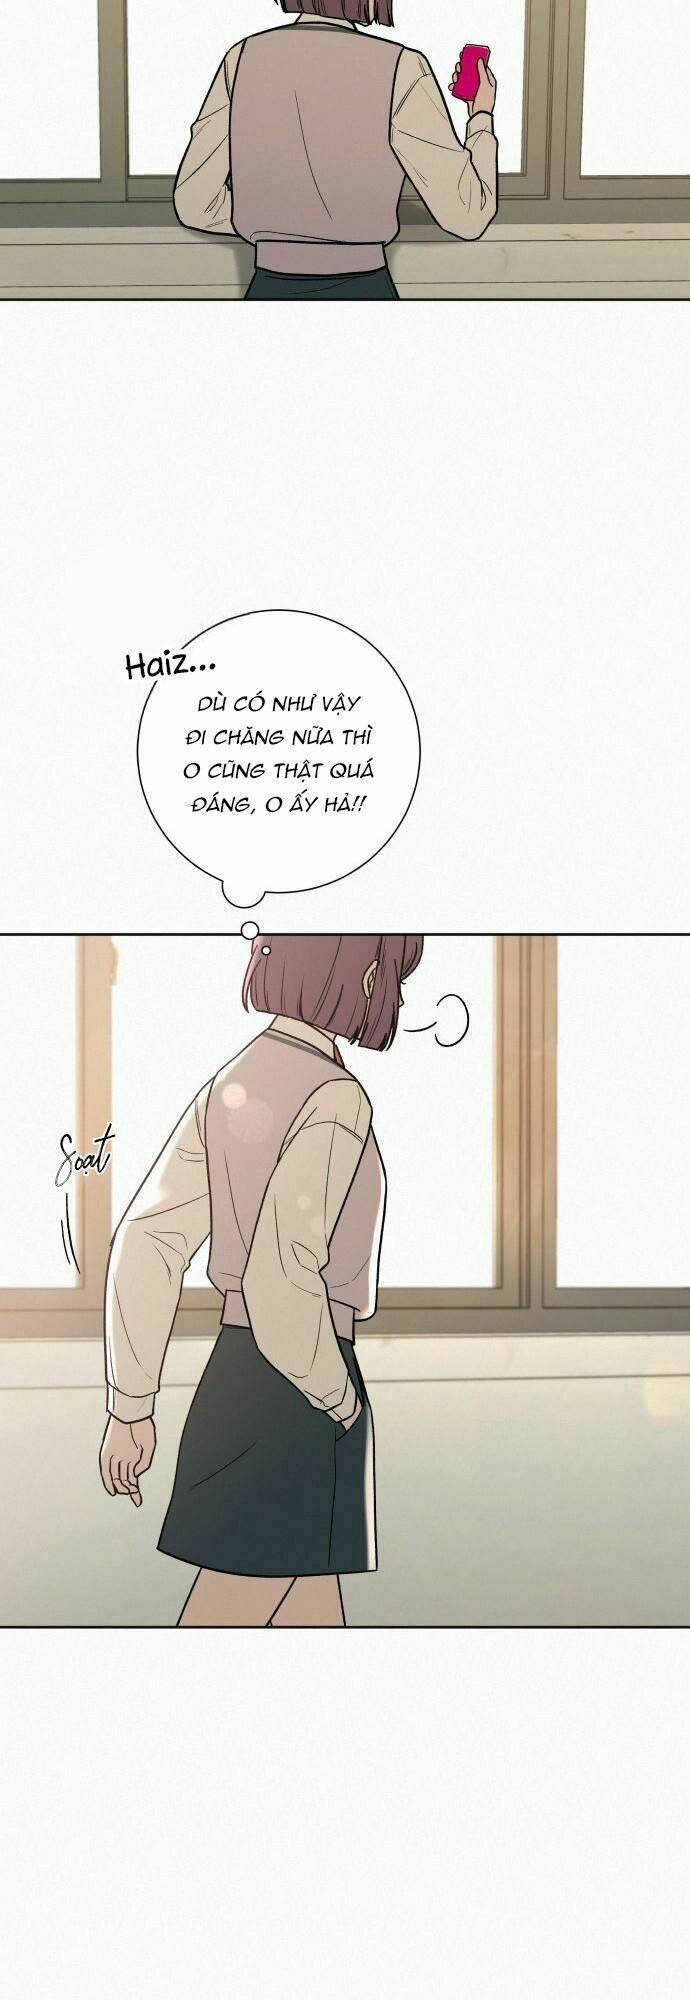 Haiz...
DÙ CÓ NHƯ VẬY
ĐI CHĂNG NỮA THÌ
O CŨNG THẬT QUÁ
ĐÁNG, O ẤY HẢ!!
Soạt